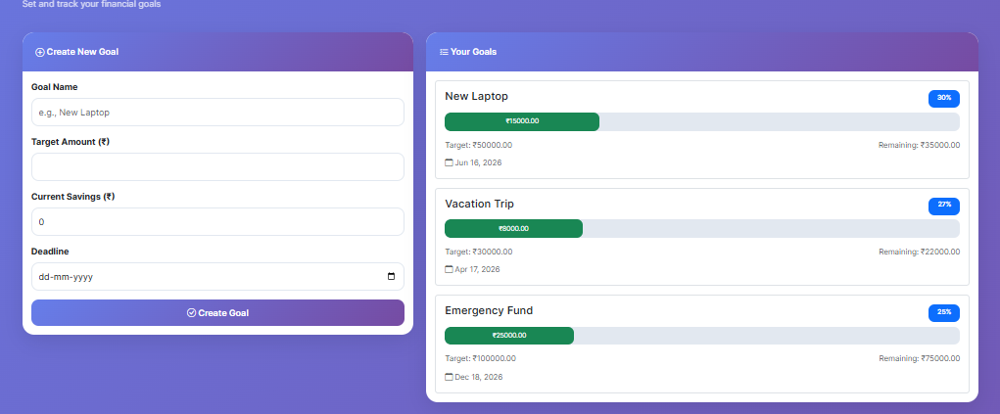 Set and track your financial goals
Create New Goal
Goal Name
e.g., New Laptop
Target Amount (₹)
Current Savings (₹)
0
Deadline
dd-mm-yyyy
Create Goal
Your Goals
New Laptop
30%
₹15000.00
Target: ₹50000.00
Remaining: ₹35000.00
Jun 16, 2026
Vacation Trip
27%
₹8000.00
Target: ₹30000.00
Remaining: ₹22000.00
Apr 17, 2026
Emergency Fund
25%
₹25000.00
Target: ₹100000.00
Remaining: ₹75000.00
Dec 18, 2026